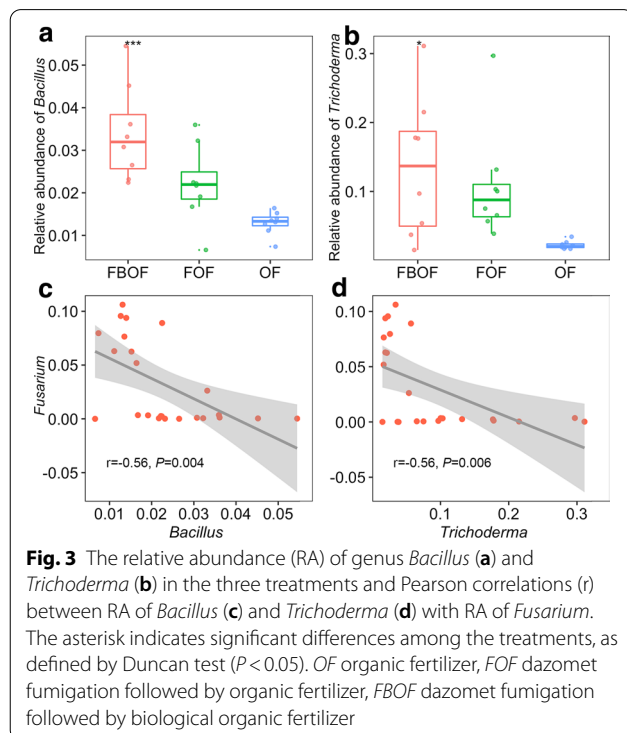 a
***
Relative abundance of Bacillus
0.05
0.04
0.03
0.02
0.01
FBOF FOF OF
b
*
Relative abundance of Trichoderma
0.3
0.2
0.1
FBOF FOF OF
c
Fusarium
0.10
0.05
0.00
-0.05
r=-0.56, P=0.004
0.01 0.02 0.03 0.04 0.05
Bacillus
d
0.10
0.05
0.00
-0.05
r=-0.56, P=0.006
0.1 0.2 0.3
Trichoderma
Fig. 3 The relative abundance (RA) of genus Bacillus (a) and
Trichoderma (b) in the three treatments and Pearson correlations (r)
between RA of Bacillus (c) and Trichoderma (d) with RA of Fusarium.
The asterisk indicates significant differences among the treatments, as
defined by Duncan test (P < 0.05). OF organic fertilizer, FOF dazomet
fumigation followed by organic fertilizer, FBOF dazomet fumigation
followed by biological organic fertilizer